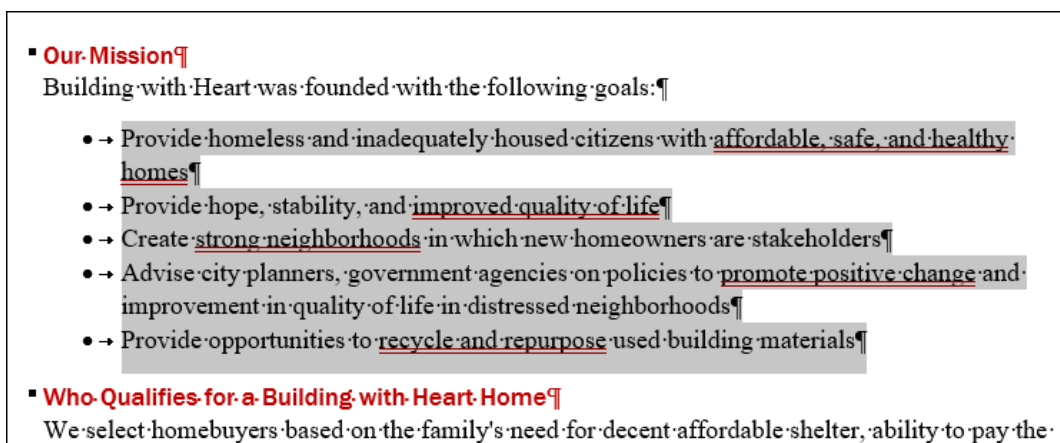 Our Mission¶
Building with Heart was founded with the following goals:¶
• → Provide homeless and inadequately housed citizens with affordable, safe, and healthy
homes¶
• → Provide hope, stability, and improved quality of life¶
• → Create strong neighborhoods in which new homeowners are stakeholders¶
• → Advise city planners, government agencies on policies to promote positive change and
improvement in quality of life in distressed neighborhoods¶
• → Provide opportunities to recycle and repurpose used building materials¶
Who Qualifies for a Building with Heart Home¶
We select homebuyers based on the family's need for decent affordable shelter, ability to pay the